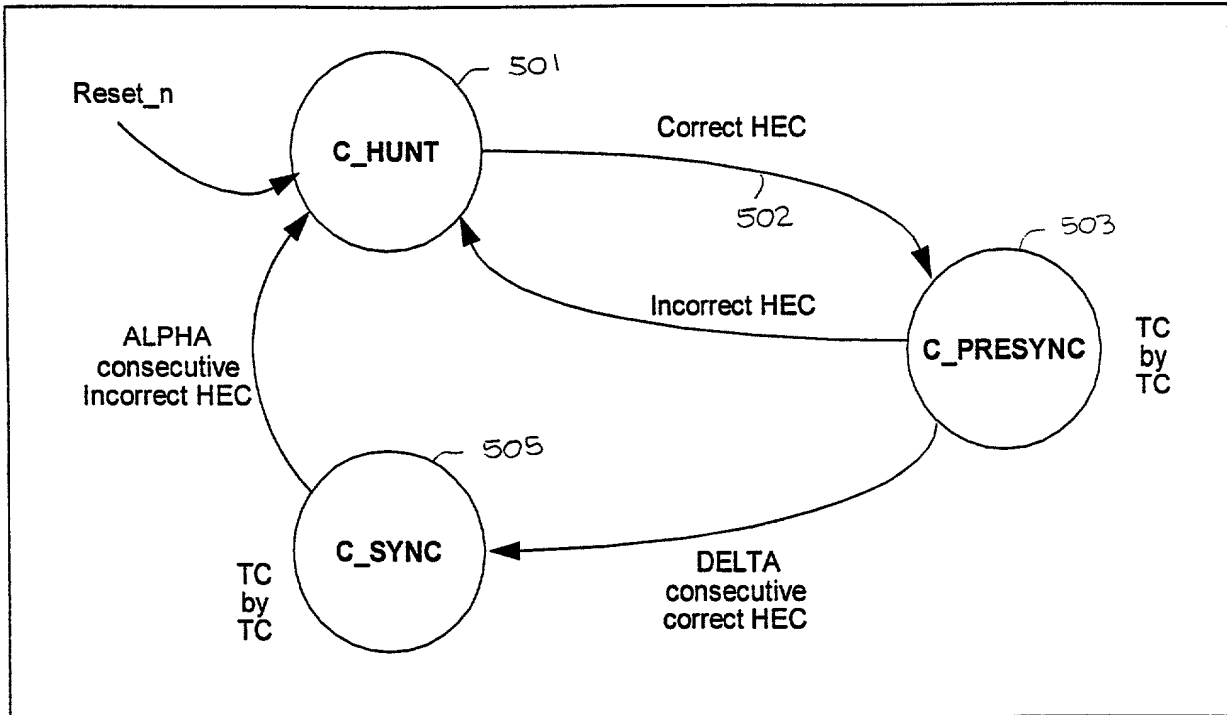 501
Reset_n
C_HUNT
Correct HEC
502
503
Incorrect HEC
C_PRESYNC
TC
by
TC
ALPHA
consecutive
Incorrect HEC
505
C_SYNC
TC
by
TC
DELTA
consecutive
correct HEC